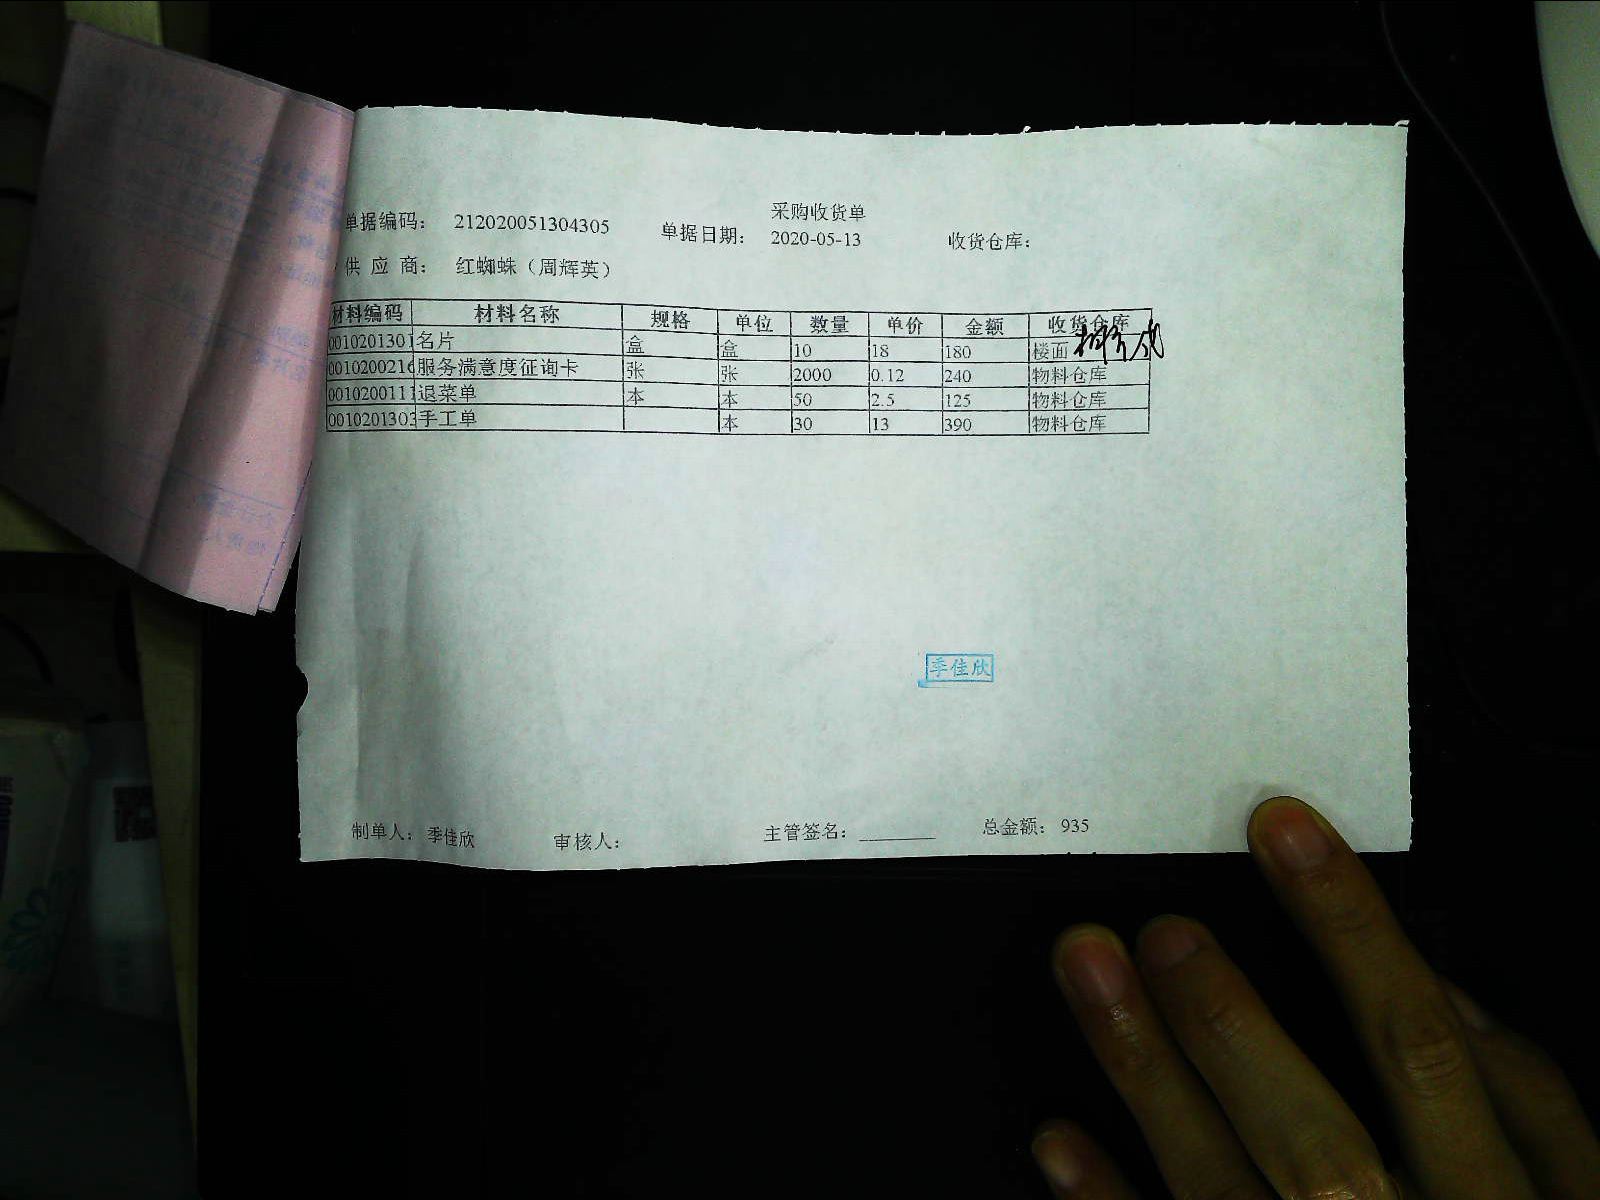 采购收货单
单据编码： 212020051304305 单据日期： 2020-05-13 收货仓库：
供 应 商： 红蜘蛛（周辉英）
材料编码 材料名称 规格 单位 数量 单价 金额 收货仓库
001020130 名片 盒 盒 10 18 180 楼面
0010200216 服务满意度征询卡 张 张 2000 0.12 240 物料仓库
001020011 退菜单 本 本 50 2.5 125 物料仓库
0010201303 手工单 本 30 13 390 物料仓库
季佳欣
制单人： 季佳欣 审核人： 主管签名： ________ 总金额： 935